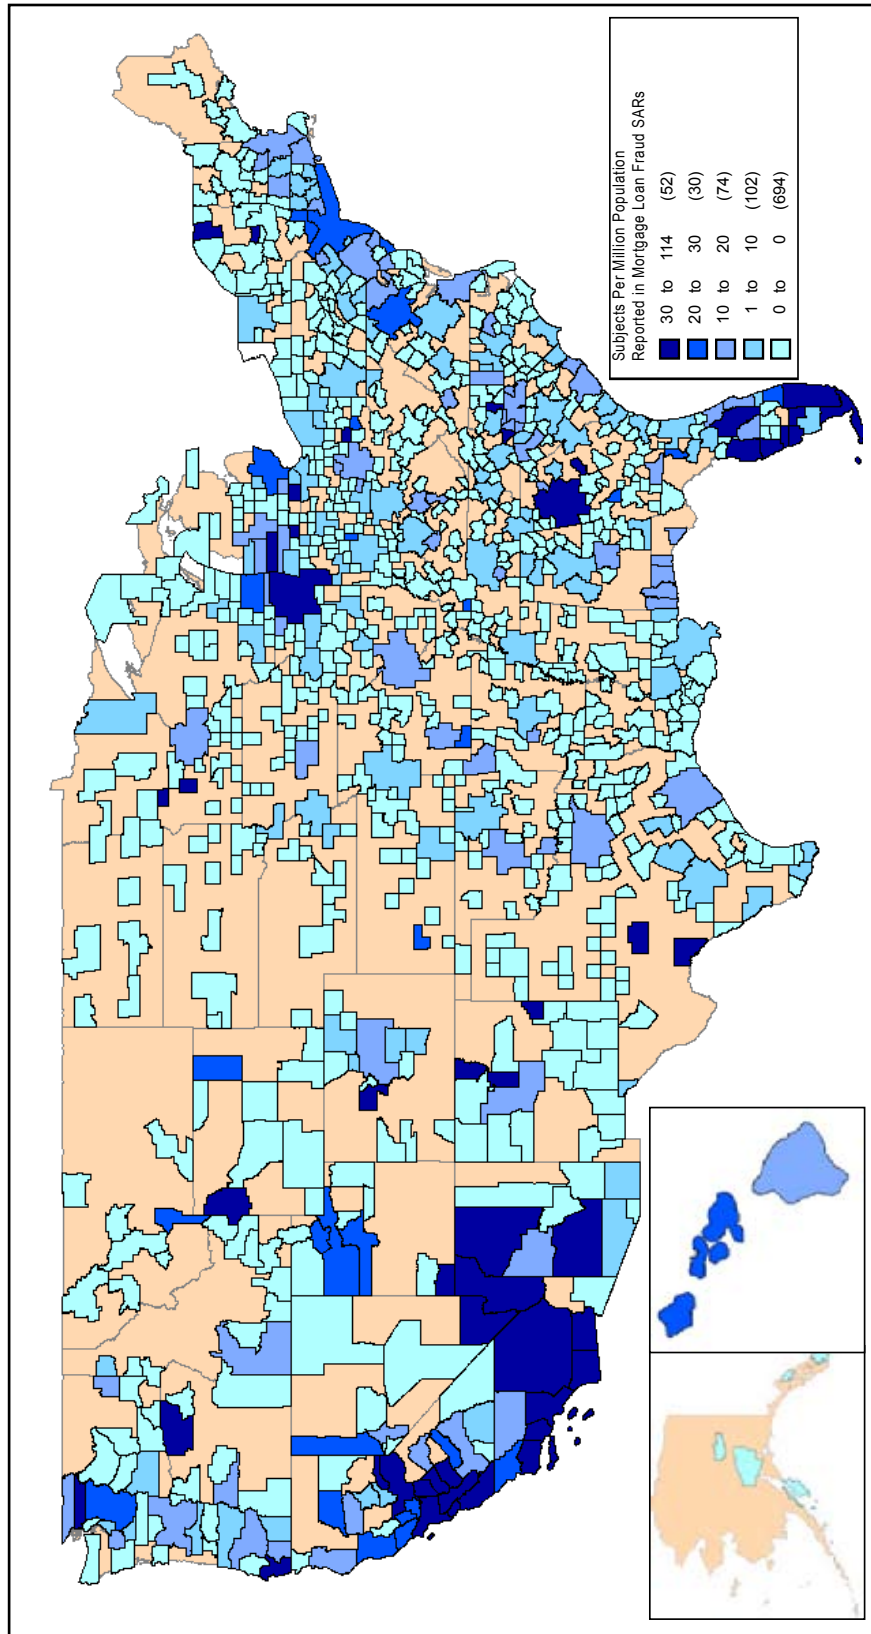 Subjects Per Million Population
Reported in Mortgage Loan Fraud SARs
30 to 114 (52)
20 to 30 (30)
10 to 20 (74)
1 to 10 (102)
0 to 0 (694)